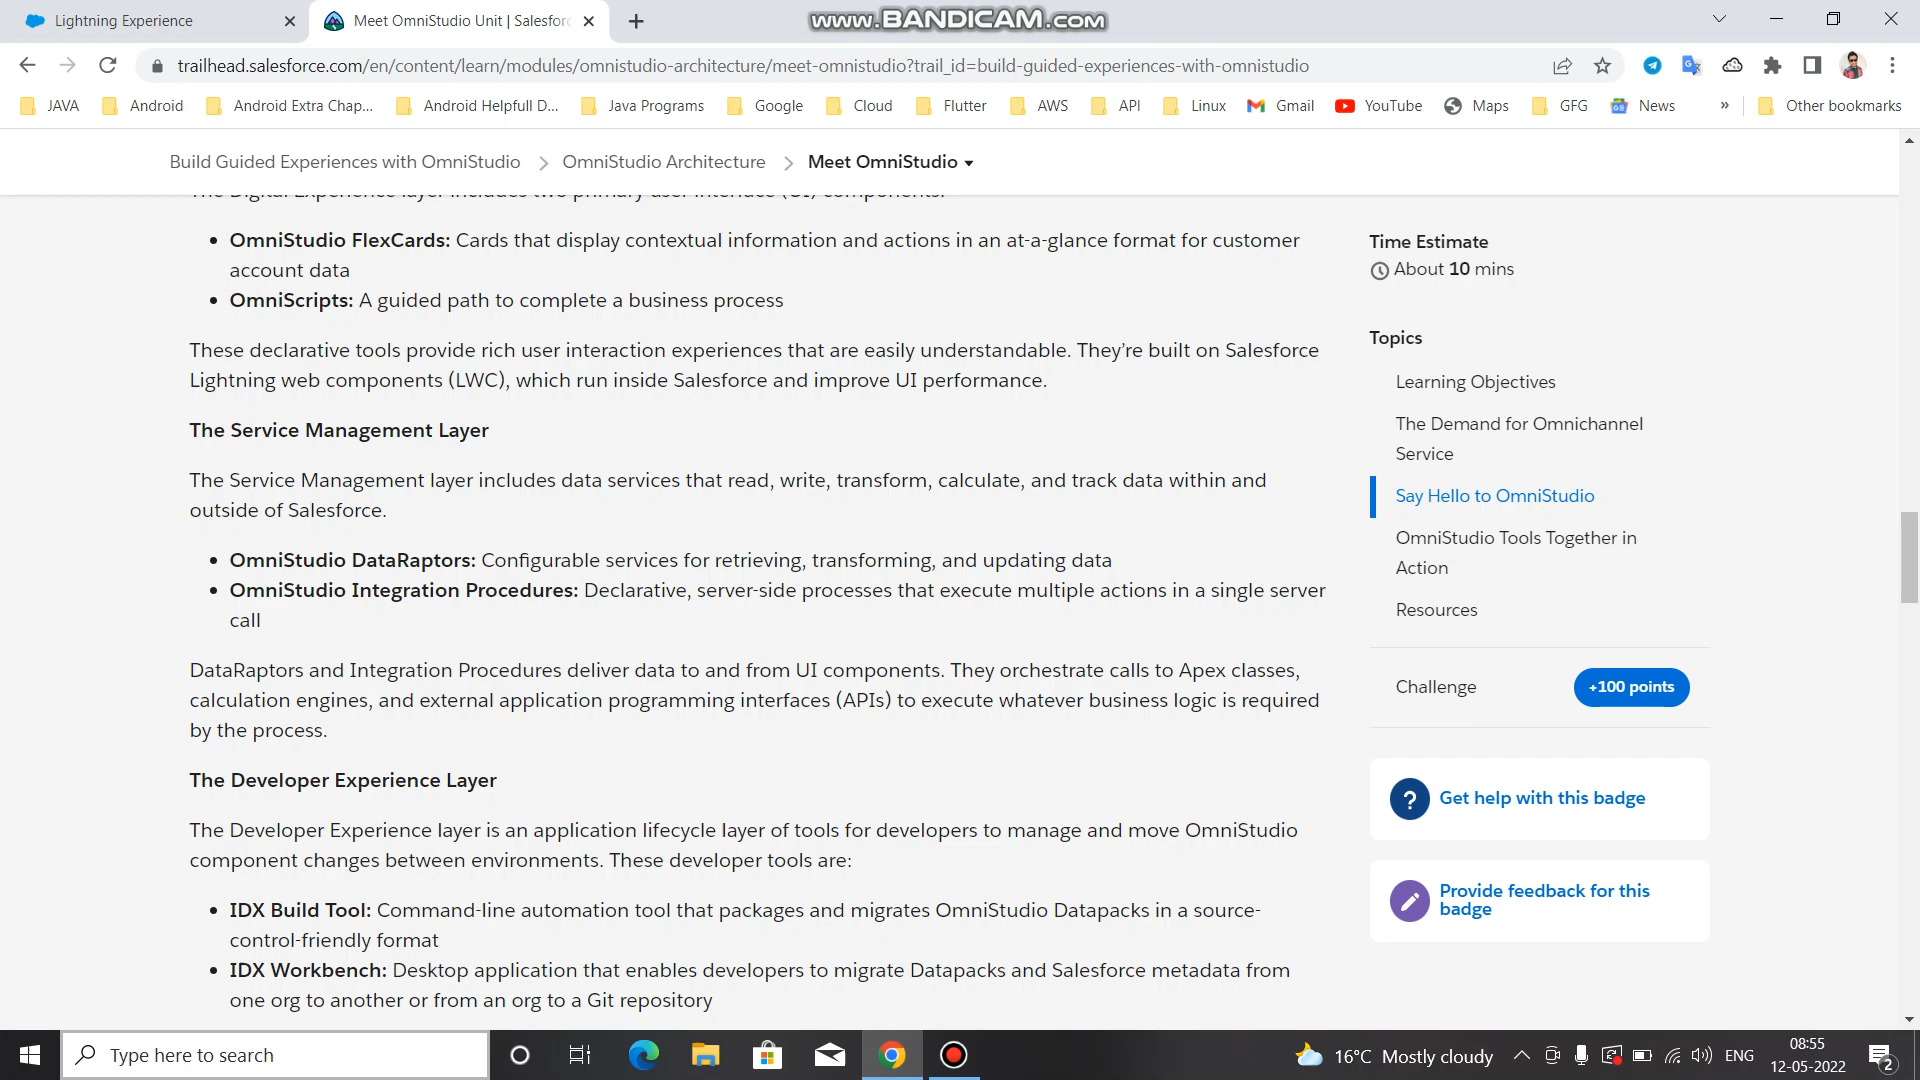 Lightning Experience
Meet OmniStudio Unit | Salesforc
www.BANDICAM.COM
trailhead.salesforce.com/en/content/learn/modules/omnistudio-architecture/meet-omnistudio?trail_id=build-guided-experiences-with-omnistudio
JAVA Android Android Extra Chap... Android Helpfull D... Java Programs Google Cloud Flutter AWS API Linux Gmail YouTube Maps GFG News » Other bookmarks
Build Guided Experiences with OmniStudio > OmniStudio Architecture > Meet OmniStudio
The Digital Experience layer includes two primary user interface (UI) components:
• OmniStudio FlexCards: Cards that display contextual information and actions in an at-a-glance format for customer
account data
• OmniScripts: A guided path to complete a business process
These declarative tools provide rich user interaction experiences that are easily understandable. They’re built on Salesforce
Lightning web components (LWC), which run inside Salesforce and improve UI performance.
The Service Management Layer
The Service Management layer includes data services that read, write, transform, calculate, and track data within and
outside of Salesforce.
• OmniStudio DataRaptors: Configurable services for retrieving, transforming, and updating data
• OmniStudio Integration Procedures: Declarative, server-side processes that execute multiple actions in a single server
call
DataRaptors and Integration Procedures deliver data to and from UI components. They orchestrate calls to Apex classes,
calculation engines, and external application programming interfaces (APIs) to execute whatever business logic is required
by the process.
The Developer Experience Layer
The Developer Experience layer is an application lifecycle layer of tools for developers to manage and move OmniStudio
component changes between environments. These developer tools are:
• IDX Build Tool: Command-line automation tool that packages and migrates OmniStudio Datapacks in a source-
control-friendly format
• IDX Workbench: Desktop application that enables developers to migrate Datapacks and Salesforce metadata from
one org to another or from an org to a Git repository
Time Estimate
About 10 mins
Topics
Learning Objectives
The Demand for Omnichannel
Service
Say Hello to OmniStudio
OmniStudio Tools Together in
Action
Resources
Challenge
+100 points
? Get help with this badge
Provide feedback for this
badge
Type here to search
16°C Mostly cloudy
ENG
08:55
12-05-2022
2